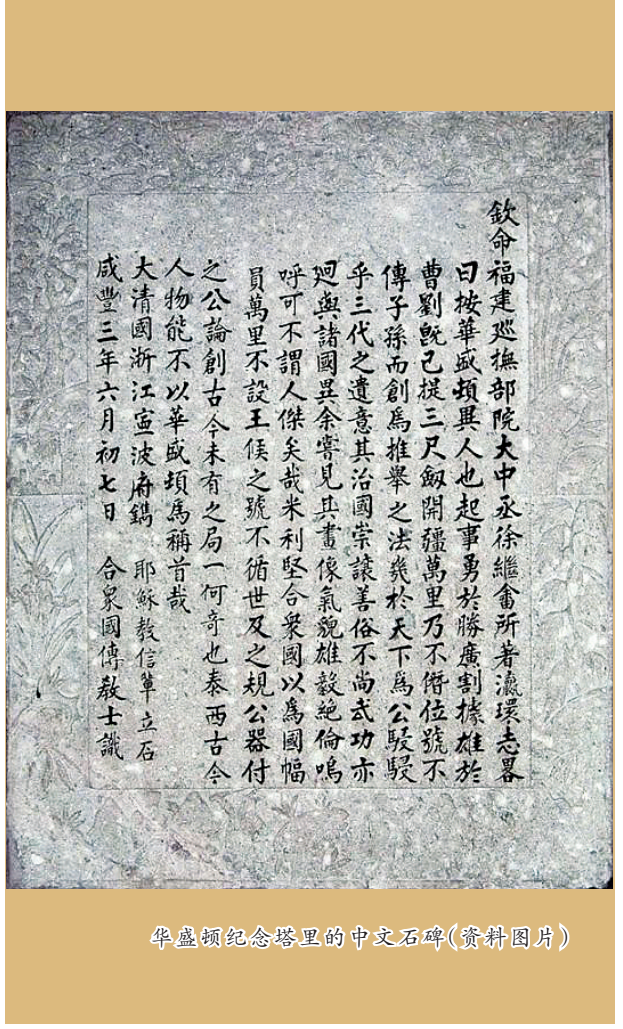 欽命福建巡撫部院大中丞徐繼畬所著瀛環志畧
曰按華盛頓異人也起事勇於勝廣割據雄於
曹劉旣已提三尺劔開疆萬里乃不僭位號不
傳子孫而創爲推舉之法幾於天下爲公駸駸
乎三代之遺意其治國崇讓善俗不尚武功亦
迥與諸國異余嘗見其畫像氣貌雄毅絕倫嗚
呼可不謂人傑矣哉米利堅合衆國以爲國幅
員萬里不設王侯之號不循世及之規公器付
之公論創古今未有之局一何奇也泰西古今
人物能不以華盛頓爲稱首哉
大清國浙江寍波府鐫 耶穌教信輩立石
咸豐三年六月初七日 合衆國傳教士識
华盛顿纪念塔里的中文石碑(资料图片)